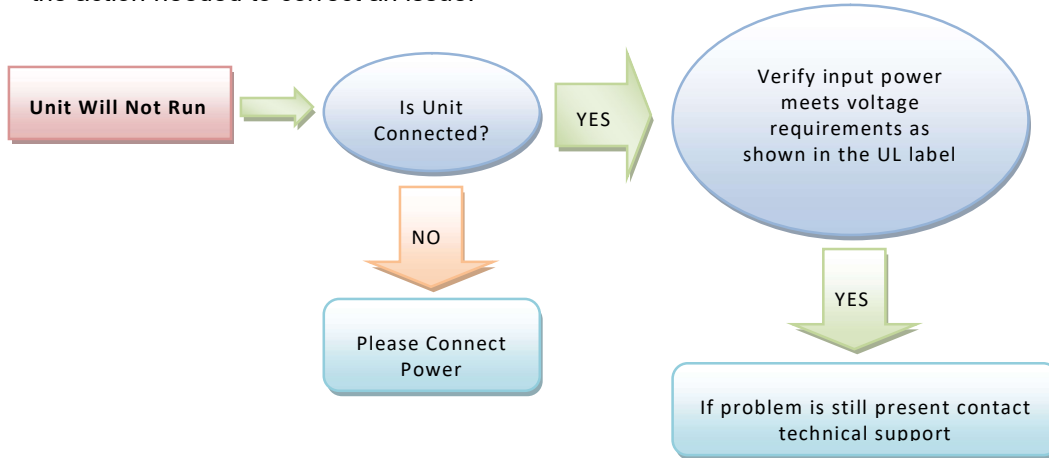 the action needed to correct an issue.
Unit Will Not Run
Is Unit
Connected?
YES
Verify input power
meets voltage
requirements as
shown in the UL label
NO
Please Connect
Power
YES
If problem is still present contact
technical support